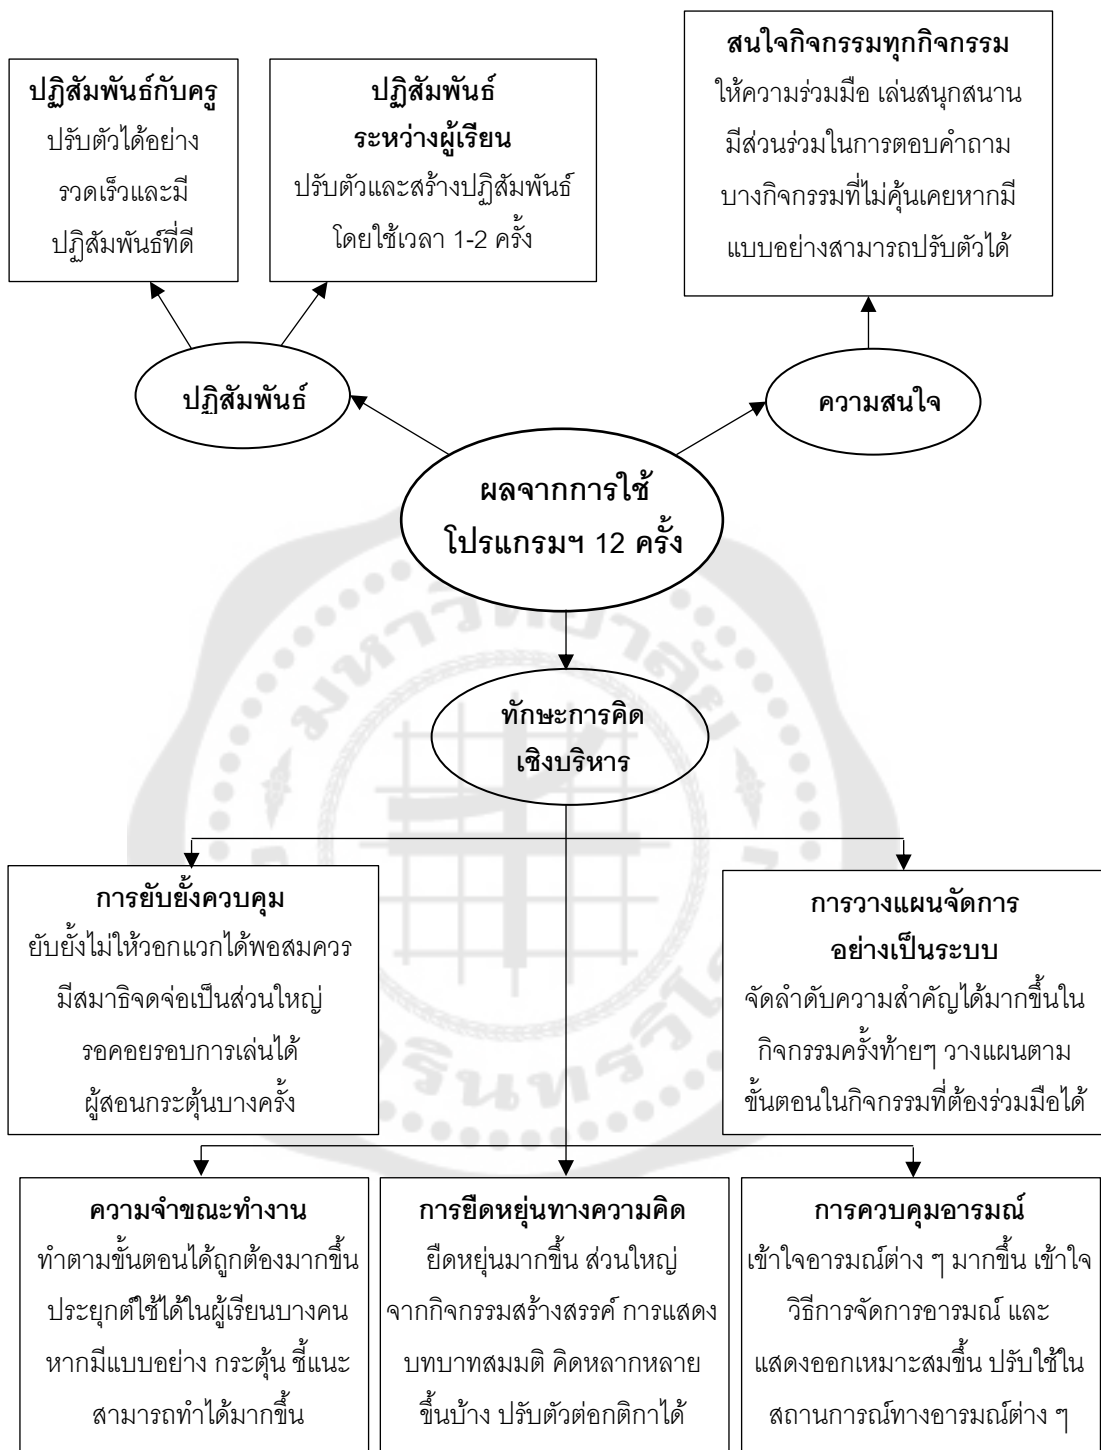 ปฏิสัมพันธ์กับครู
ปรับตัวได้อย่าง
รวดเร็วและมี
ปฏิสัมพันธ์ที่ดี
ปฏิสัมพันธ์
ระหว่างผู้เรียน
ปรับตัวและสร้างปฏิสัมพันธ์
โดยใช้เวลา 1-2 ครั้ง
สนใจกิจกรรมทุกกิจกรรม
ให้ความร่วมมือ เล่นสนุกสนาน
มีส่วนร่วมในการตอบคำถาม
บางกิจกรรมที่ไม่คุ้นเคยหากมี
แบบอย่างสามารถปรับตัวได้
ปฏิสัมพันธ์
ความสนใจ
ผลจากการใช้
โปรแกรมฯ 12 ครั้ง
ทักษะการคิด
เชิงบริหาร
การยับยั้งควบคุม
ยับยั้งไม่ให้วอกแวกได้พอสมควร
มีสมาธิจดจ่อเป็นส่วนใหญ่
รอคอยรอบการเล่นได้
ผู้สอนกระตุ้นบางครั้ง
การวางแผนจัดการ
อย่างเป็นระบบ
จัดลำดับความสำคัญได้มากขึ้นใน
กิจกรรมครั้งท้ายๆ วางแผนตาม
ขั้นตอนในกิจกรรมที่ต้องร่วมมือได้
ความจำขณะทำงาน
ทำตามขั้นตอนได้ถูกต้องมากขึ้น
ประยุกต์ใช้ได้ในผู้เรียนบางคน
หากมีแบบอย่าง กระตุ้น ชี้แนะ
สามารถทำได้มากขึ้น
การยืดหยุ่นทางความคิด
ยืดหยุ่นมากขึ้น ส่วนใหญ่
จากกิจกรรมสร้างสรรค์ การแสดง
บทบาทสมมติ คิดหลากหลาย
ขึ้นบ้าง ปรับตัวต่อกติกาได้
การควบคุมอารมณ์
เข้าใจอารมณ์ต่าง ๆ มากขึ้น เข้าใจ
วิธีการจัดการอารมณ์ และ
แสดงออกเหมาะสมขึ้น ปรับใช้ใน
สถานการณ์ทางอารมณ์ต่าง ๆ